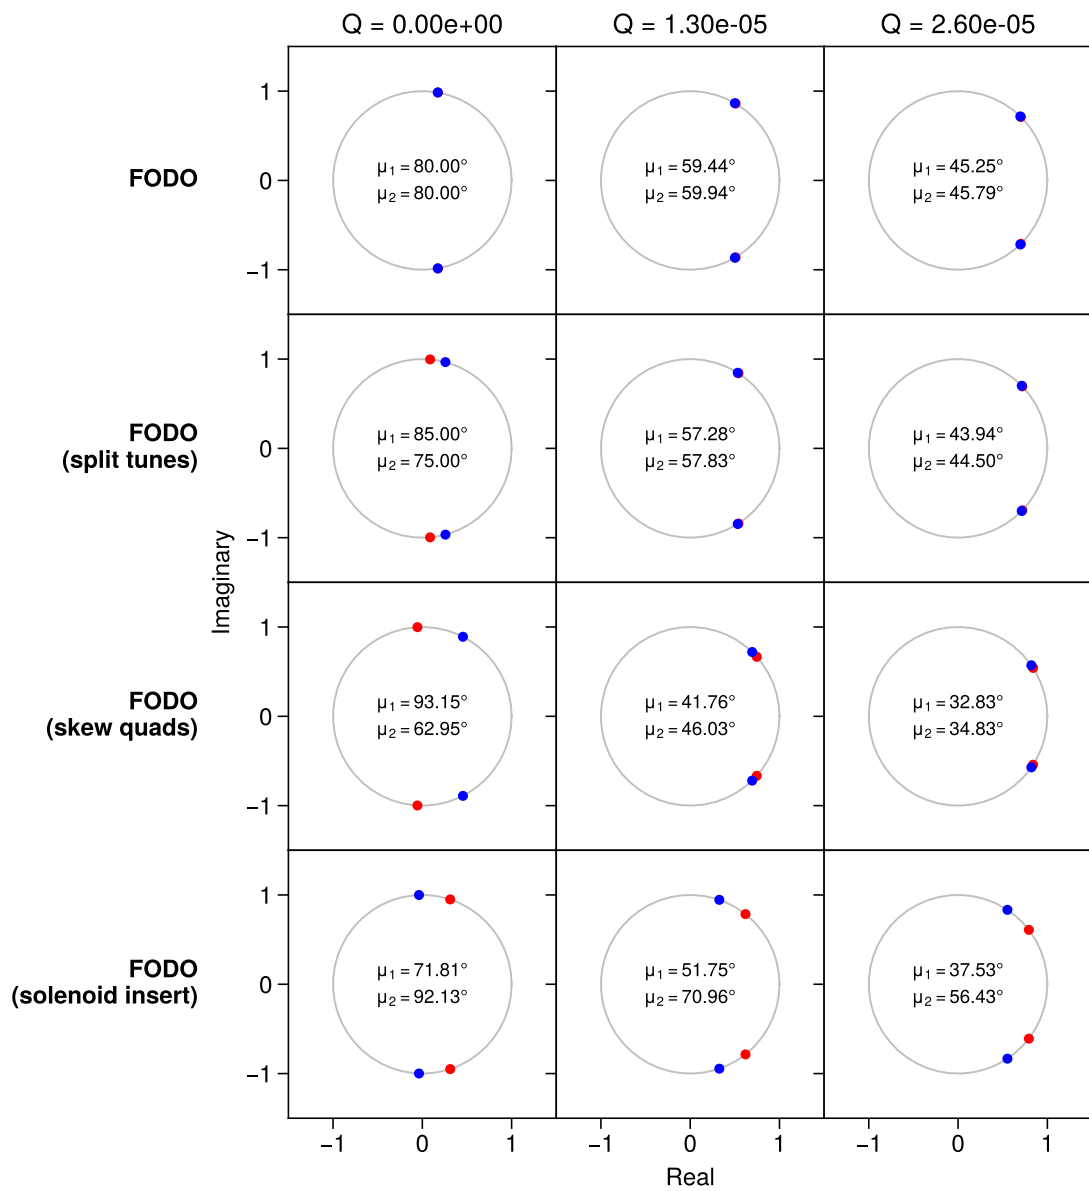 Q = 0.00e+00
Q = 1.30e-05
Q = 2.60e-05
FODO
1
0
−1
μ1 = 80.00°
μ2 = 80.00°
μ1 = 59.44°
μ2 = 59.94°
μ1 = 45.25°
μ2 = 45.79°
FODO
(split tunes)
1
0
−1
μ1 = 85.00°
μ2 = 75.00°
μ1 = 57.28°
μ2 = 57.83°
μ1 = 43.94°
μ2 = 44.50°
Imaginary
FODO
(skew quads)
1
0
−1
μ1 = 93.15°
μ2 = 62.95°
μ1 = 41.76°
μ2 = 46.03°
μ1 = 32.83°
μ2 = 34.83°
FODO
(solenoid insert)
1
0
−1
μ1 = 71.81°
μ2 = 92.13°
μ1 = 51.75°
μ2 = 70.96°
μ1 = 37.53°
μ2 = 56.43°
−1 0 1
−1 0 1
−1 0 1
Real